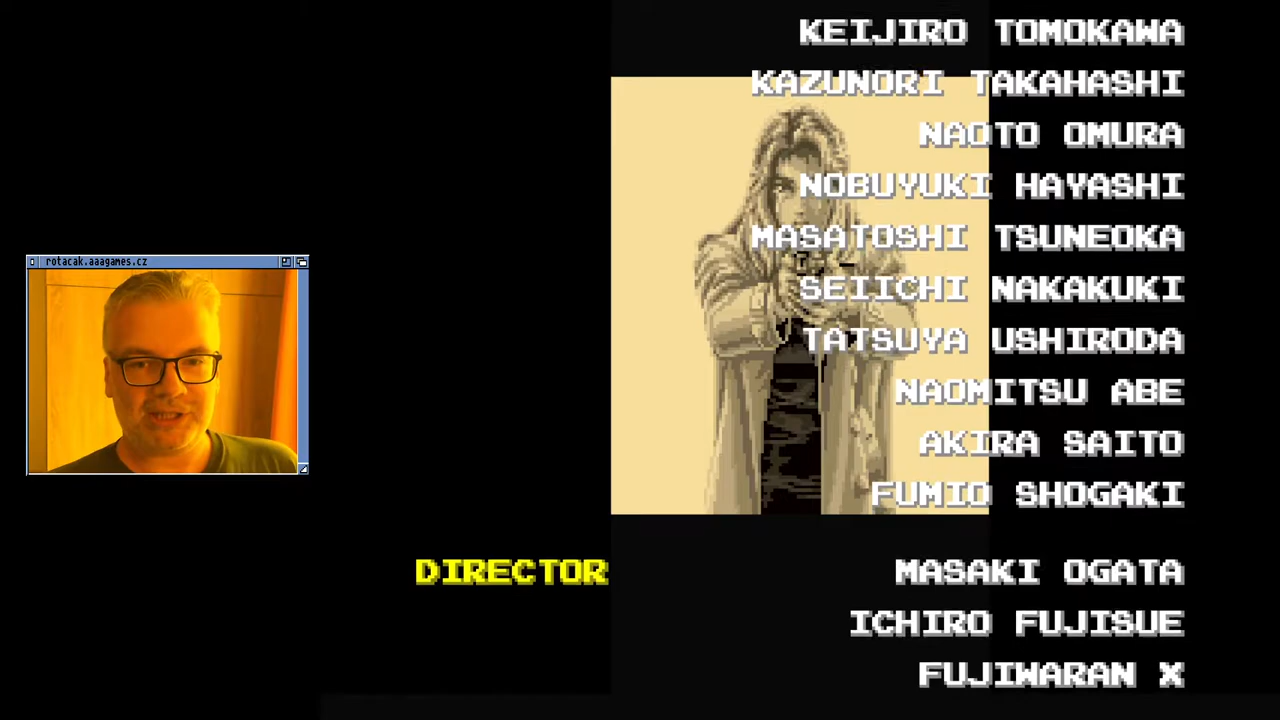 KEIJIRO TOMOKAWA
KAZUNORI TAKAHASHI
NAOTO OMURA
NOBUYUKI HAYASHI
MASATOSHI TSUNEOKA
rotacak.aaagames.cz
SEIICHI NAKAKUKI
TATSUYA USHIRODA
NAOMITSU ABE
AKIRA SAITO
FUMIO SHOGAKI
DIRECTOR MASAKI OGATA
ICHIRO FUJISUE
FUJIWARAN X